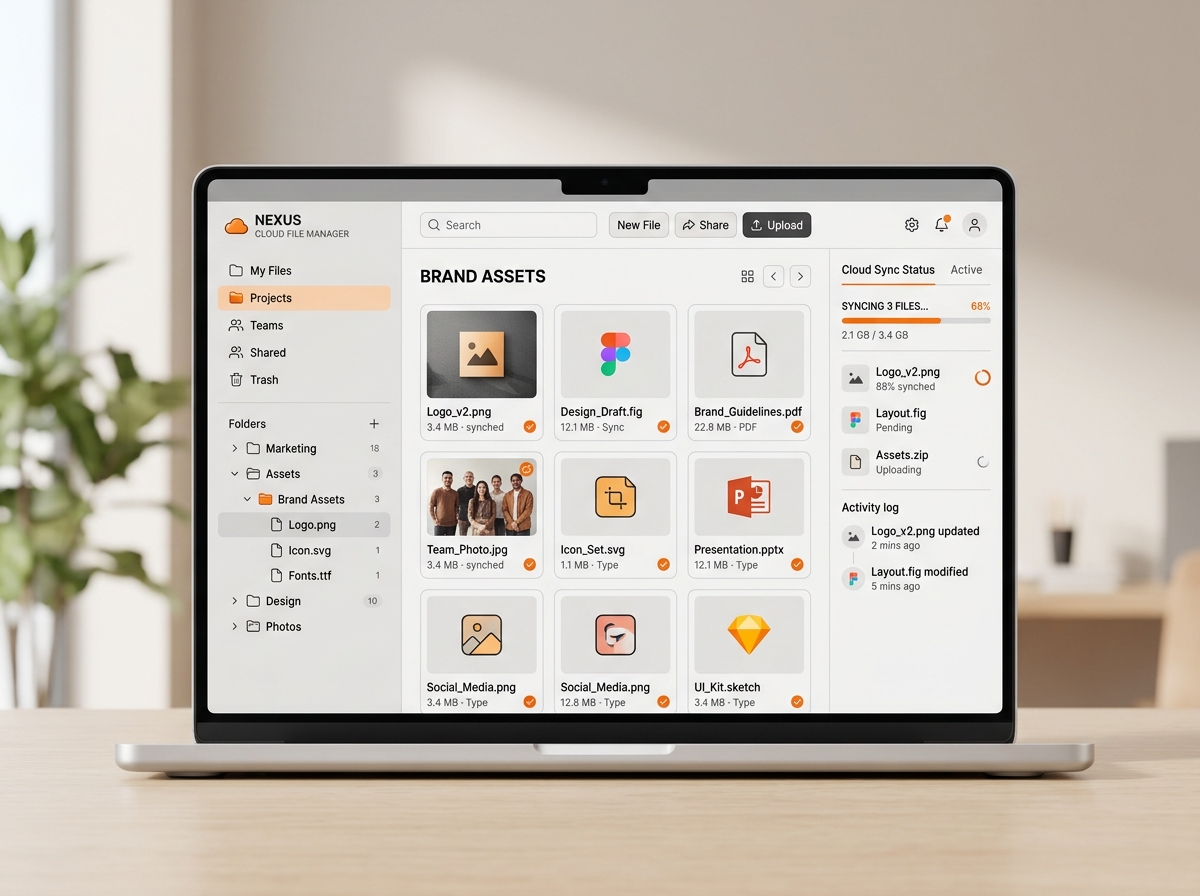 NEXUS
CLOUD FILE MANAGER
My Files
Projects
Teams
Shared
Trash
Folders
Marketing 18
Assets 3
Brand Assets 3
Logo.png 2
Icon.svg 1
Fonts.ttf 1
Design 10
Photos
Search
New File
Share
Upload
BRAND ASSETS
Logo_v2.png
3.4 MB · synched
Design_Draft.fig
12.1 MB · Sync
Brand_Guidelines.pdf
22.8 MB · PDF
Team_Photo.jpg
3.4 MB · synched
Icon_Set.svg
1.1 MB · Type
P
Presentation.pptx
12.1 MB · Type
Social_Media.png
3.4 MB · Type
Social_Media.png
12.8 MB · Type
UI_Kit.sketch
3.4 MB · Type
Cloud Sync Status
Active
SYNCING 3 FILES... 68%
2.1 GB / 3.4 GB
Logo_v2.png
88% synched
Layout.fig
Pending
Assets.zip
Uploading
Activity log
Logo_v2.png updated
2 mins ago
Layout.fig modified
5 mins ago